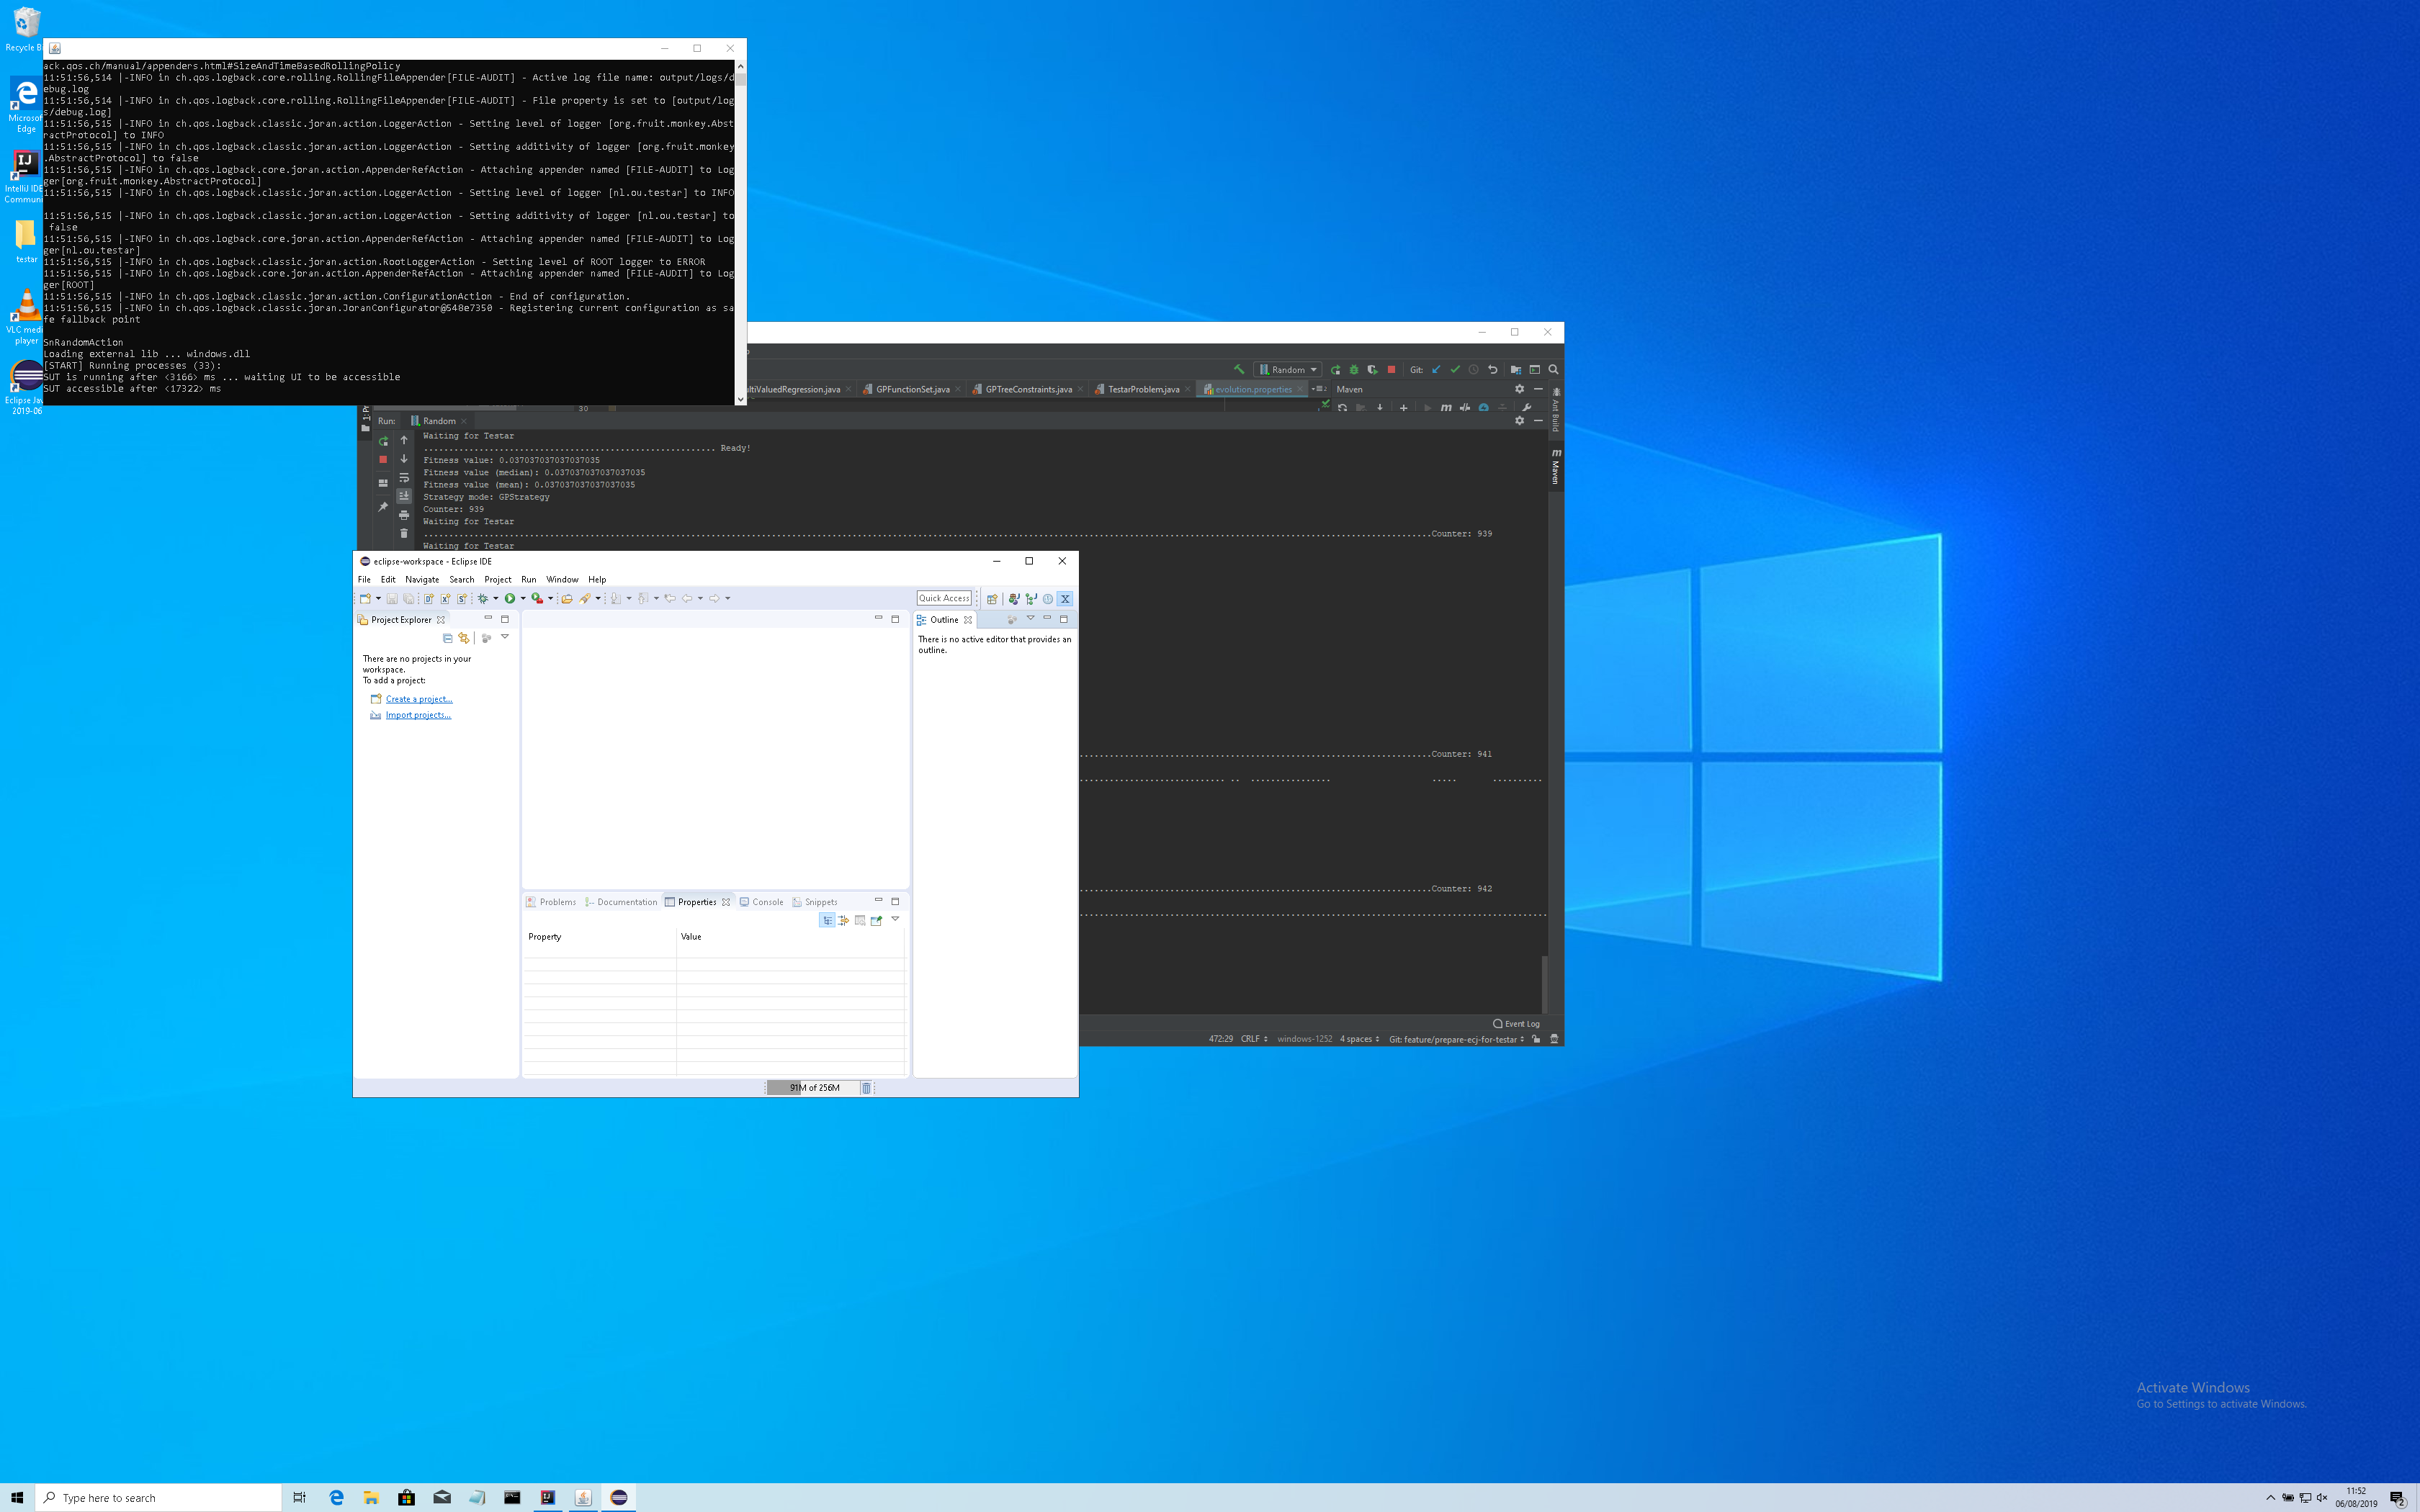 Recycle B
Microsof
Edge
IntelliJ IDE
Communi
testar
VLC medi
player
Eclipse Jav
2019-06
ack.qos.ch/manual/appenders.html#SizeAndTimeBasedRollingPolicy
11:51:56,514 |-INFO in ch.qos.logback.core.rolling.RollingFileAppender[FILE-AUDIT] - Active log file name: output/logs/d
ebug.log
11:51:56,514 |-INFO in ch.qos.logback.core.rolling.RollingFileAppender[FILE-AUDIT] - File property is set to [output/log
s/debug.log]
11:51:56,515 |-INFO in ch.qos.logback.classic.joran.action.LoggerAction - Setting level of logger [org.fruit.monkey.Abst
ractProtocol] to INFO
11:51:56,515 |-INFO in ch.qos.logback.classic.joran.action.LoggerAction - Setting additivity of logger [org.fruit.monkey
.AbstractProtocol] to false
11:51:56,515 |-INFO in ch.qos.logback.core.joran.action.AppenderRefAction - Attaching appender named [FILE-AUDIT] to Log
ger[org.fruit.monkey.AbstractProtocol]
11:51:56,515 |-INFO in ch.qos.logback.classic.joran.action.LoggerAction - Setting level of logger [nl.ou.testar] to INFO
11:51:56,515 |-INFO in ch.qos.logback.classic.joran.action.LoggerAction - Setting additivity of logger [nl.ou.testar] to
false
11:51:56,515 |-INFO in ch.qos.logback.core.joran.action.AppenderRefAction - Attaching appender named [FILE-AUDIT] to Log
ger[nl.ou.testar]
11:51:56,515 |-INFO in ch.qos.logback.classic.joran.action.RootLoggerAction - Setting level of ROOT logger to ERROR
11:51:56,515 |-INFO in ch.qos.logback.core.joran.action.AppenderRefAction - Attaching appender named [FILE-AUDIT] to Log
ger[ROOT]
11:51:56,515 |-INFO in ch.qos.logback.classic.joran.action.ConfigurationAction - End of configuration.
11:51:56,515 |-INFO in ch.qos.logback.classic.joran.JoranConfigurator@548e7350 - Registering current configuration as sa
fe fallback point
SnRandomAction
Loading external lib ... windows.dll
[START] Running processes (33):
SUT is running after <3166> ms ... waiting UI to be accessible
SUT accessible after <17322> ms
Random Git:
ltiValuedRegression.java GPFunctionSet.java GPTreeConstraints.java TestarProblem.java evolution.properties Maven
30
Ant Build
Maven
Run: Random
Waiting for Testar
......................................................... Ready!
Fitness value: 0.037037037037037035
Fitness value (median): 0.037037037037037035
Fitness value (mean): 0.037037037037037035
Strategy mode: GPStrategy
Counter: 939
Waiting for Testar
Counter: 939
Waiting for Testar
Counter: 941
Counter: 942
Event Log
472:29 CRLF windows-1252 4 spaces Git: feature/prepare-ecj-for-testar
eclipse-workspace - Eclipse IDE
File Edit Navigate Search Project Run Window Help
Quick Access
Project Explorer
There are no projects in your
workspace.
To add a project:
Create a project...
Import projects...
Outline
There is no active editor that provides an
outline.
Problems Documentation Properties Console Snippets
Property Value
91M of 256M
Activate Windows
Go to Settings to activate Windows.
Type here to search
11:52
06/08/2019
2